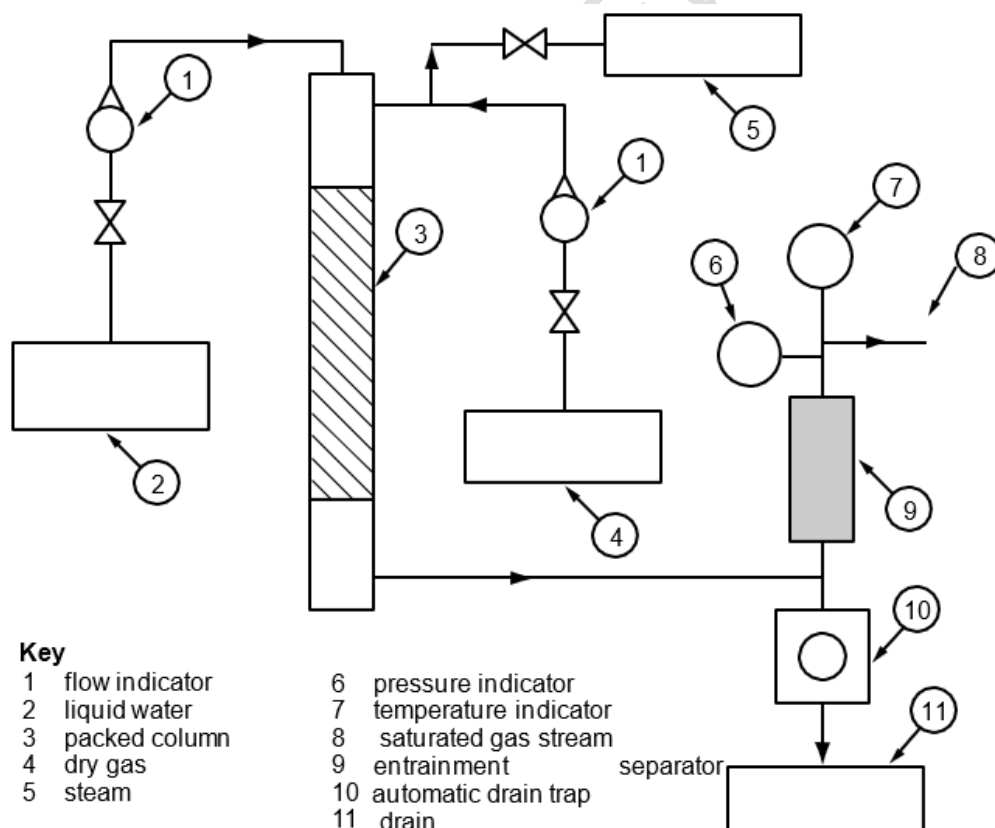 1
5
1
7
3
6
8
2
4
9
10
11
Key
1 flow indicator
2 liquid water
3 packed column
4 dry gas
5 steam
6 pressure indicator
7 temperature indicator
8 saturated gas stream
9 entrainment separator
10 automatic drain trap
11 drain